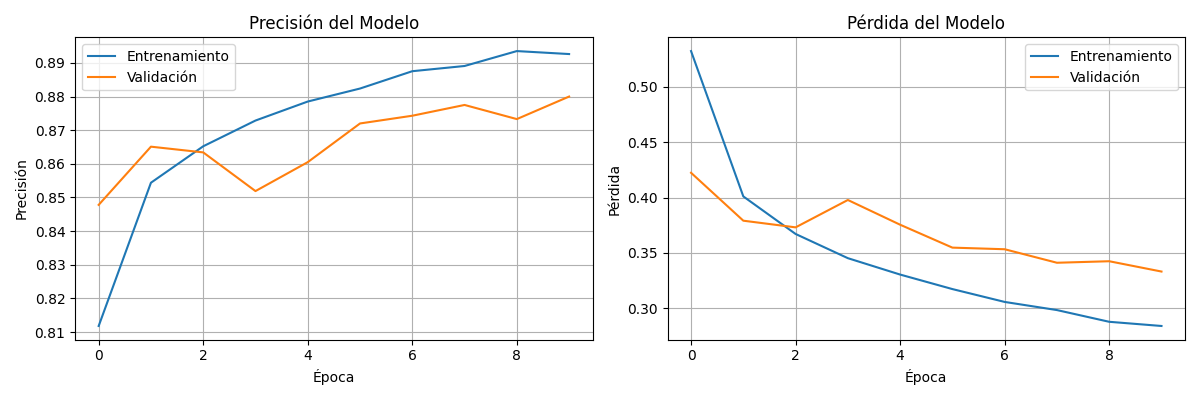 Precisión del Modelo
Entrenamiento
Validación
0.89
0.88
0.87
0.86
0.85
0.84
0.83
0.82
0.81
Precisión
0 2 4 6 8
Época
Pérdida del Modelo
Entrenamiento
Validación
0.50
0.45
0.40
0.35
0.30
Pérdida
0 2 4 6 8
Época